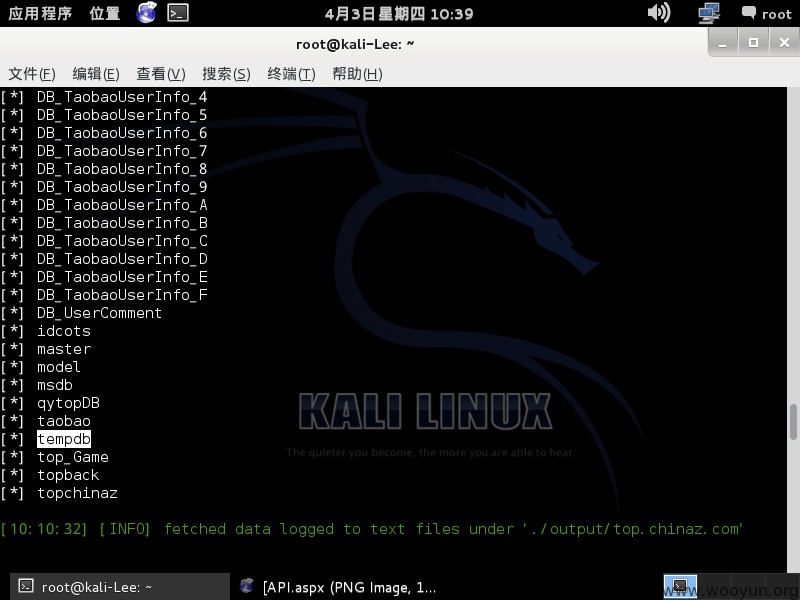 应用程序 位置 4月3日星期四 10:39 root
root@kali-Lee: ~
文件(F) 编辑(E) 查看(V) 搜索(S) 终端(T) 帮助(H)
[*] DB_TaobaoUserInfo_4
[*] DB_TaobaoUserInfo_5
[*] DB_TaobaoUserInfo_6
[*] DB_TaobaoUserInfo_7
[*] DB_TaobaoUserInfo_8
[*] DB_TaobaoUserInfo_9
[*] DB_TaobaoUserInfo_A
[*] DB_TaobaoUserInfo_B
[*] DB_TaobaoUserInfo_C
[*] DB_TaobaoUserInfo_D
[*] DB_TaobaoUserInfo_E
[*] DB_TaobaoUserInfo_F
[*] DB_UserComment
[*] idcots
[*] master
[*] model
[*] msdb
[*] qytopDB
[*] taobao
[*] tempdb
[*] top_Game
[*] topback
[*] topchinaz
KALI LINUX
The quieter you become, the more you are able to hear.
[10:10:32] [INFO] fetched data logged to text files under './output/top.chinaz.com'
root@kali-Lee: ~ [API.aspx (PNG Image, 1...
www.wooyun.org